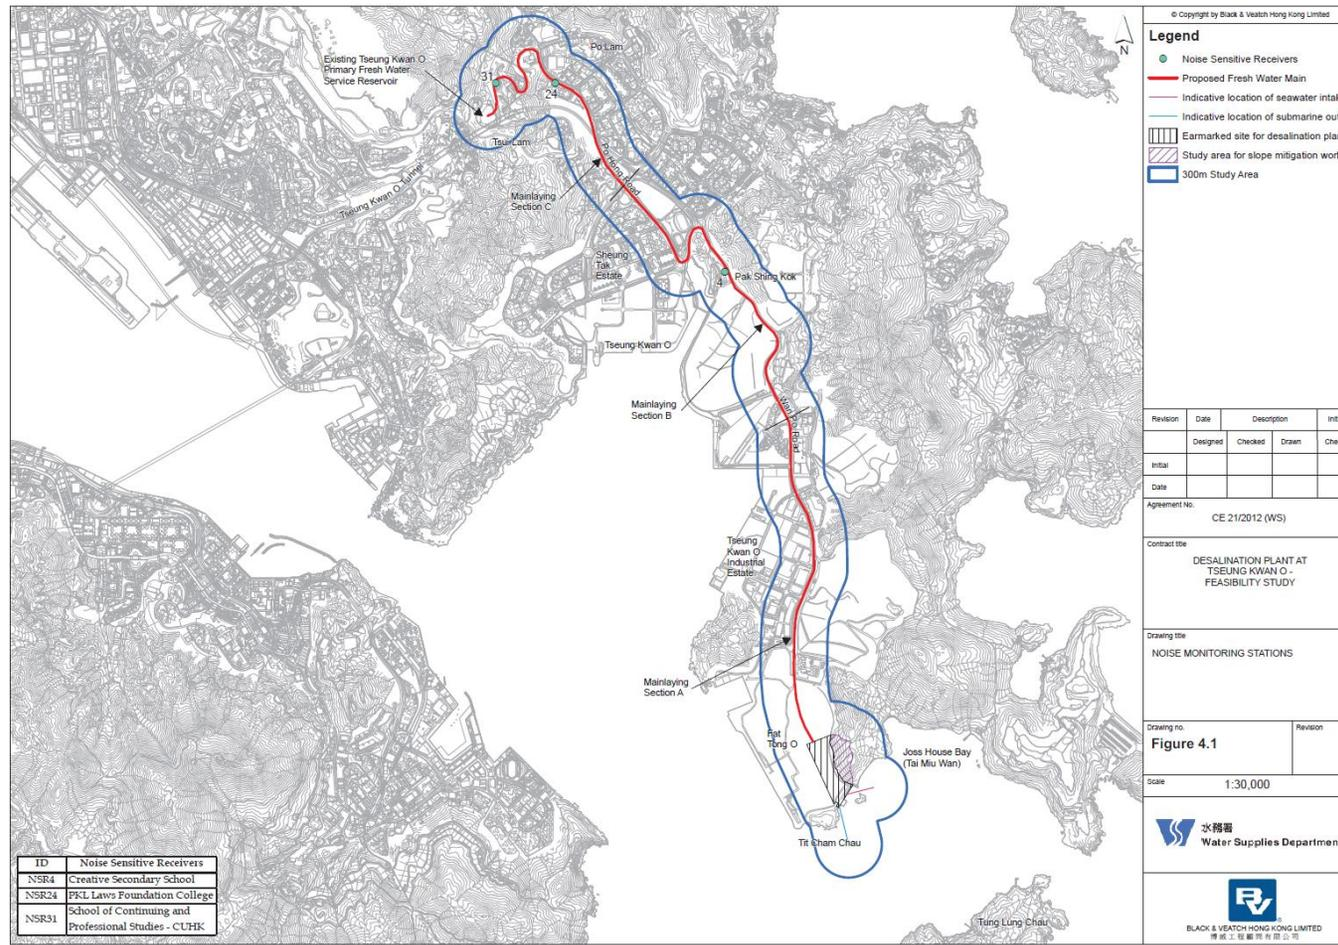 Existing Tseung Kwan O
Primary Fresh Water
Service Reservoir
31
24
Po Lam
Tsui Lam
Tseung Kwan O Tunnel
Po Hong Road
Mainlaying
Section C
Sheung
Tak
Estate
4
Pak Shing Kok
Tseung Kwan O
Mainlaying
Section B
Wan Po Road
Tseung
Kwan O
Industrial
Estate
Mainlaying
Section A
Fat
Tong O
Joss House Bay
(Tai Miu Wan)
Tit Cham Chau
Tung Lung Chau
ID Noise Sensitive Receivers
NSR4 Creative Secondary School
NSR24 PKL Laws Foundation College
NSR31 School of Continuing and
Professional Studies - CUHK
N
© Copyright by Black & Veatch Hong Kong Limited
Legend
Noise Sensitive Receivers
Proposed Fresh Water Main
Indicative location of seawater
Indicative location of submarine
Earmarked site for desalination
Study area for slope mitigation
300m Study Area
Revision Date Description
Designed Checked Drawn
Initial
Date
Agreement No.
CE 21/2012 (WS)
Contract title
DESALINATION PLANT AT
TSEUNG KWAN O -
FEASIBILITY STUDY
Drawing title
NOISE MONITORING STATIONS
Drawing no.
Revision
Figure 4.1
Scale
1:30,000
水務署
Water Supplies Departmen
BV
BLACK & VEATCH HONG KONG LIMITED
博威工程顧問有限公司